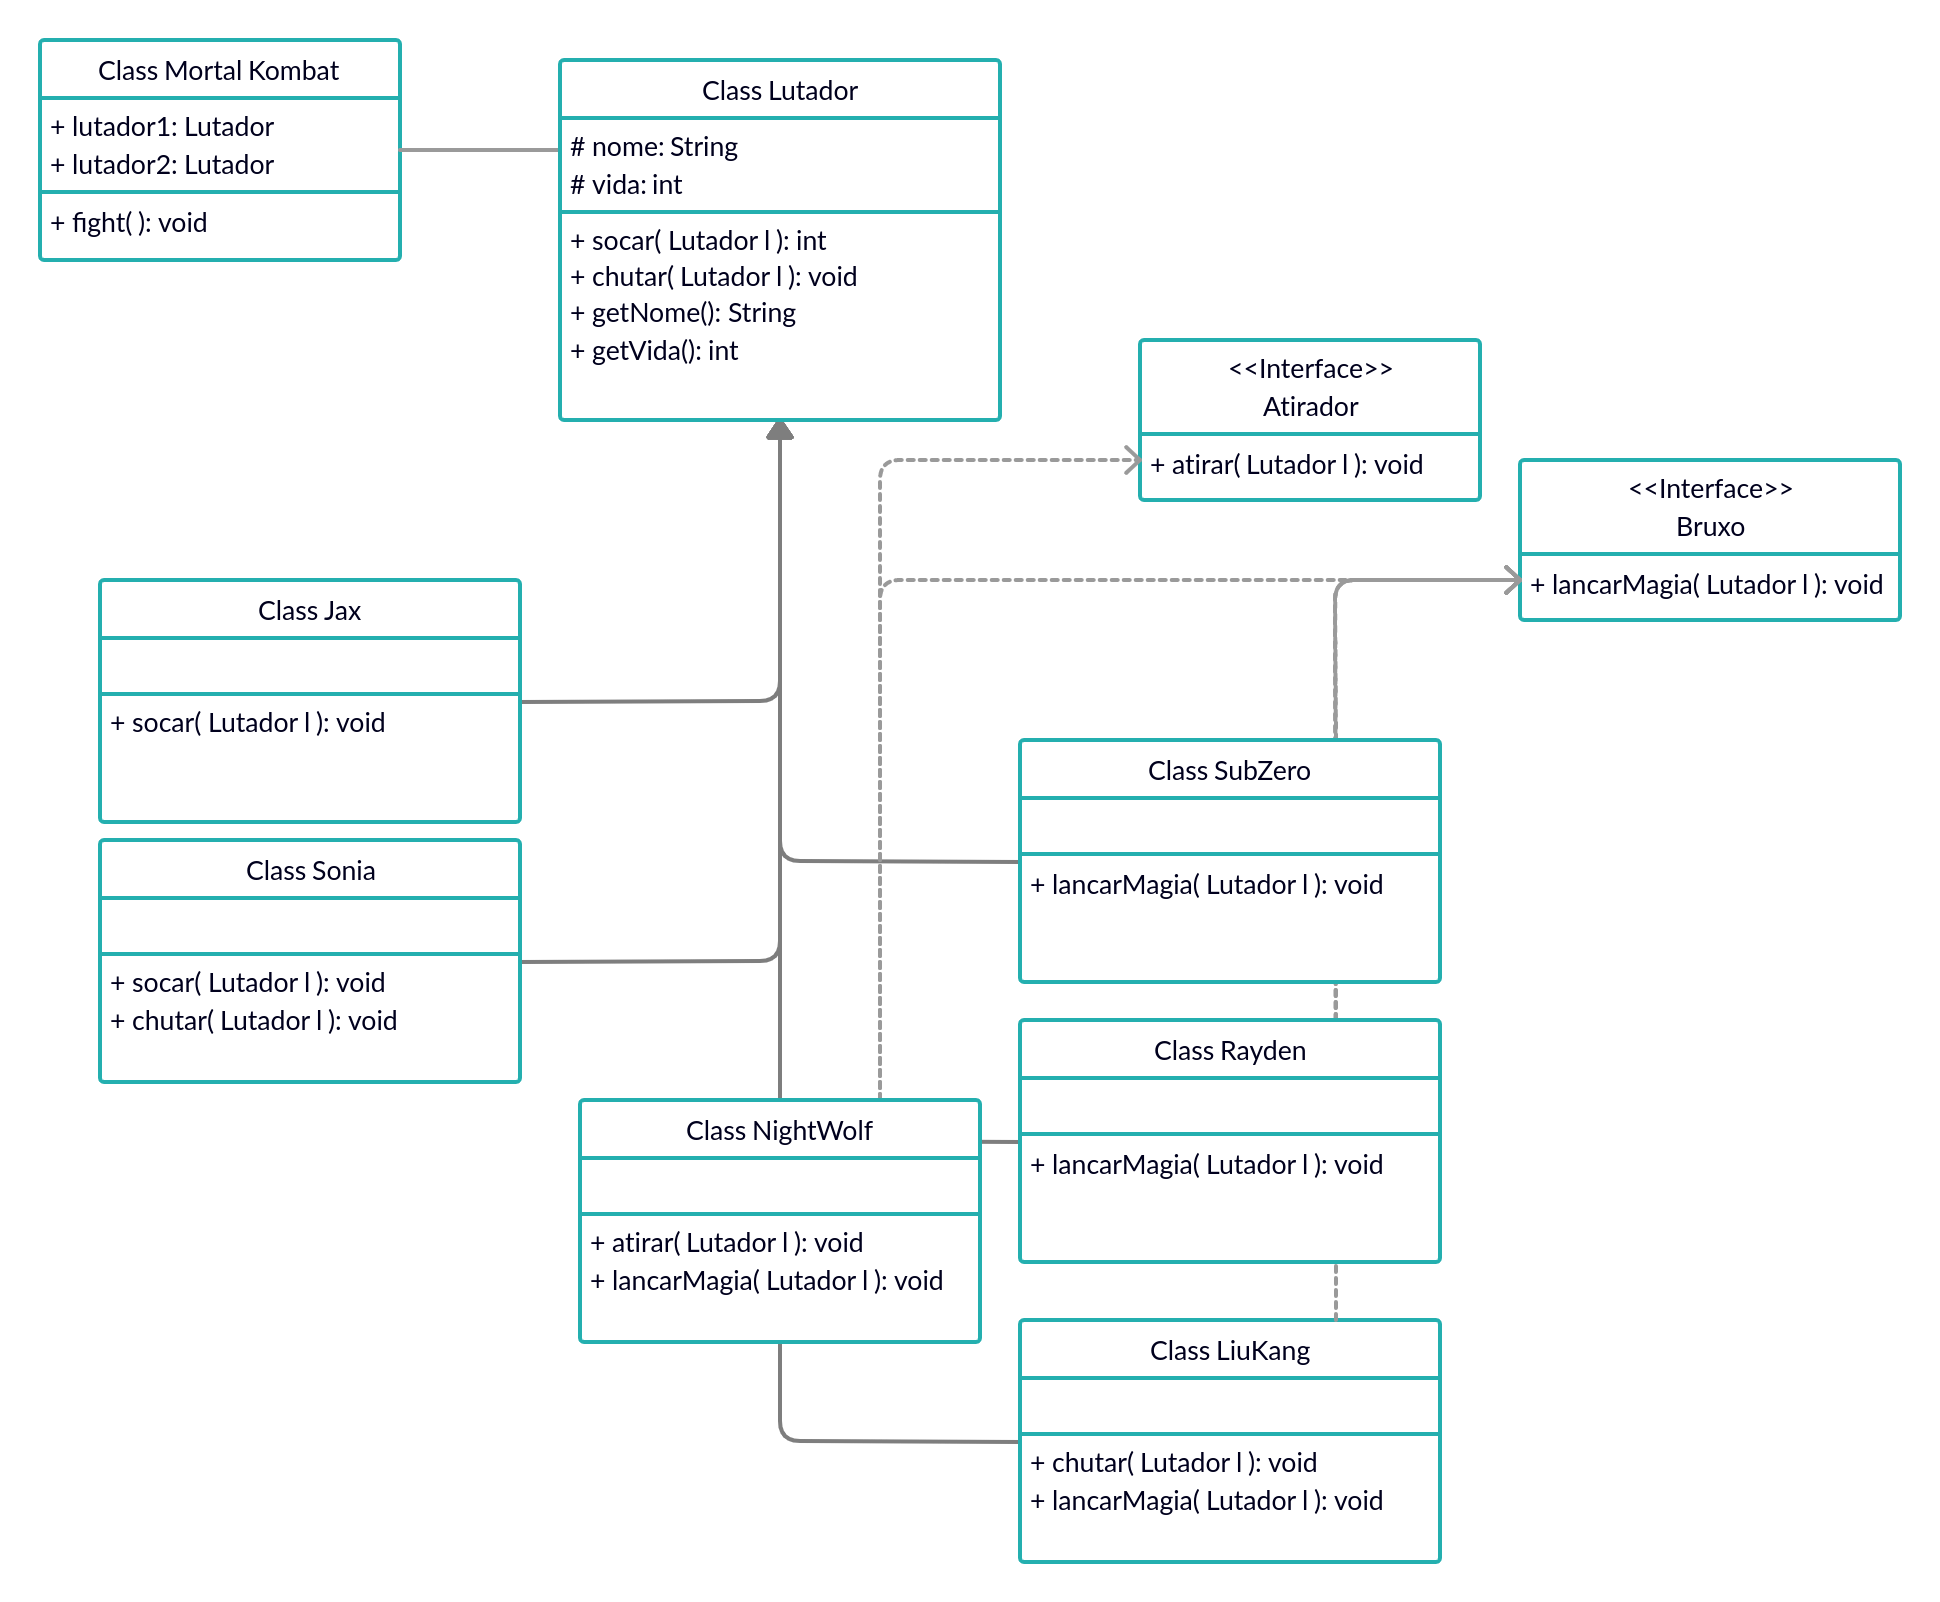 Class Mortal Kombat
+ lutador1: Lutador
+ lutador2: Lutador
+ fight( ): void
Class Lutador
# nome: String
# vida: int
+ socar( Lutador l ): int
+ chutar( Lutador l ): void
+ getNome(): String
+ getVida(): int
<<Interface>>
Atirador
+ atirar( Lutador l ): void
<<Interface>>
Bruxo
+ lancarMagia( Lutador l ): void
Class Jax
+ socar( Lutador l ): void
Class Sonia
+ socar( Lutador l ): void
+ chutar( Lutador l ): void
Class SubZero
+ lancarMagia( Lutador l ): void
Class Rayden
+ lancarMagia( Lutador l ): void
Class NightWolf
+ atirar( Lutador l ): void
+ lancarMagia( Lutador l ): void
Class LiuKang
+ chutar( Lutador l ): void
+ lancarMagia( Lutador l ): void